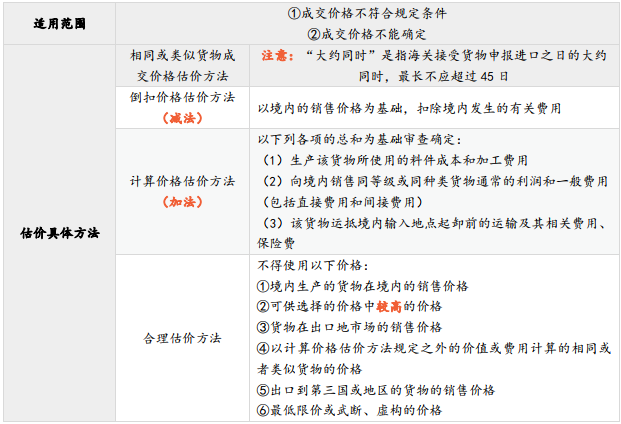 适用范围
①成交价格不符合规定条件
②成交价格不能确定
估价具体方法
相同或类似货物成
交价格估价方法
注意：“大约同时”是指海关接受货物申报进口之日的大约
同时，最长不应超过 45 日
倒扣价格估价方法
（减法）
以境内的销售价格为基础，扣除境内发生的有关费用
计算价格估价方法
（加法）
以下列各项的总和为基础审查确定：
（1）生产该货物所使用的料件成本和加工费用
（2）向境内销售同等级或同种类货物通常的利润和一般费用
（包括直接费用和间接费用）
（3）该货物运抵境内输入地点起卸前的运输及其相关费用、
保险费
合理估价方法
不得使用以下价格：
①境内生产的货物在境内的销售价格
②可供选择的价格中较高的价格
③货物在出口地市场的销售价格
④以计算价格估价方法规定之外的价值或费用计算的相同或
者类似货物的价格
⑤出口到第三国或地区的货物的销售价格
⑥最低限价或武断、虚构的价格